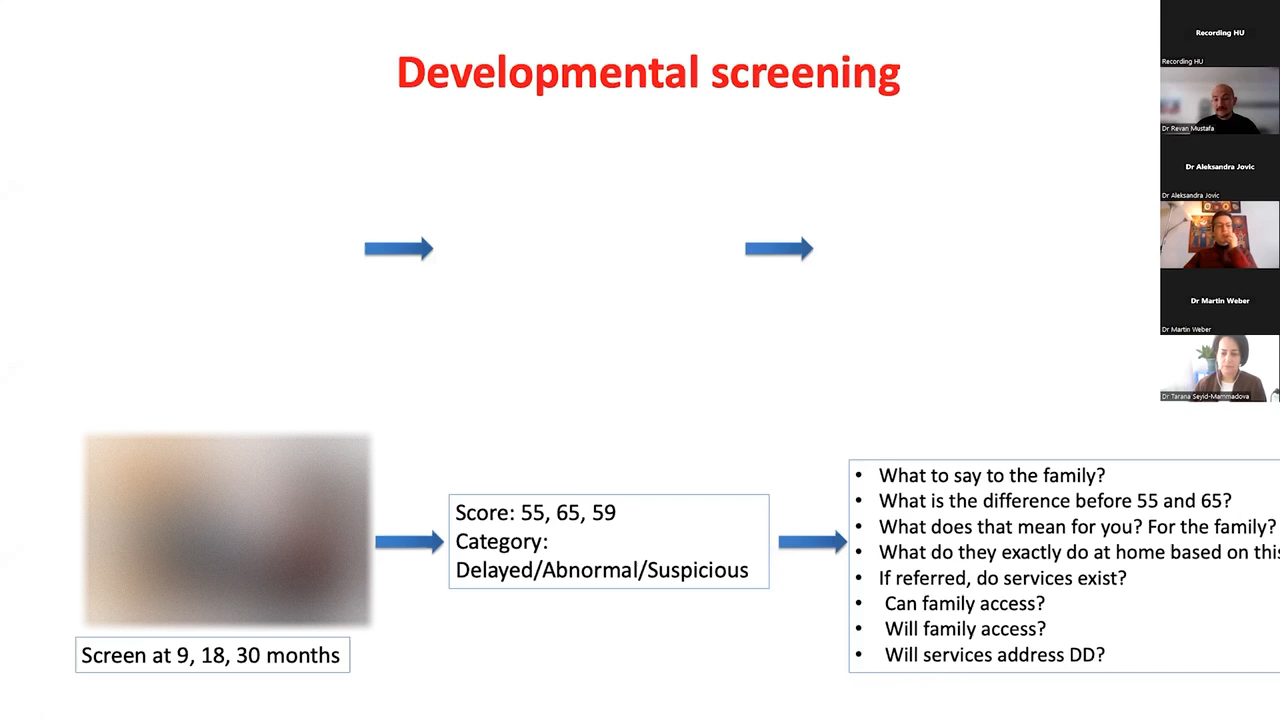 Developmental screening
Screen at 9, 18, 30 months
Score: 55, 65, 59
Category:
Delayed/Abnormal/Suspicious
• What to say to the family?
• What is the difference before 55 and 65?
• What does that mean for you? For the family?
• What do they exactly do at home based on this
• If referred, do services exist?
• Can family access?
• Will family access?
• Will services address DD?
Recording HU
Recording HU
Dr Revan Mustafa
Dr Aleksandra Jovic
Dr Aleksandra Jovic
Dr Martin Weber
Dr Martin Weber
Dr Tarana Seyid-Mammadova